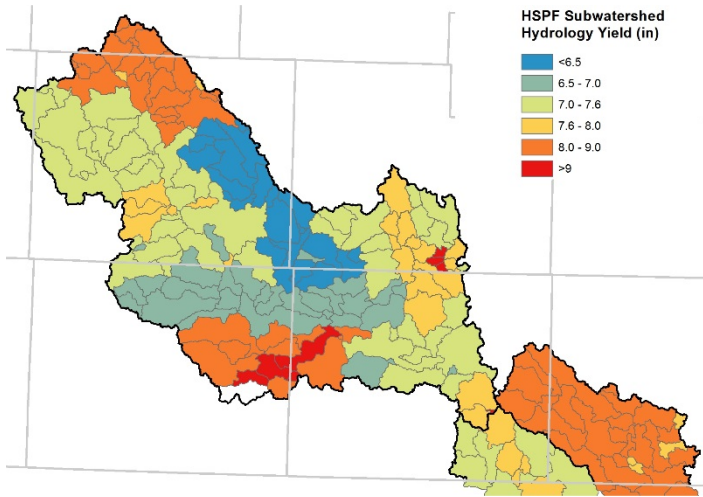 HSPF Subwatershed
Hydrology Yield (in)
<6.5
6.5 - 7.0
7.0 - 7.6
7.6 - 8.0
8.0 - 9.0
>9